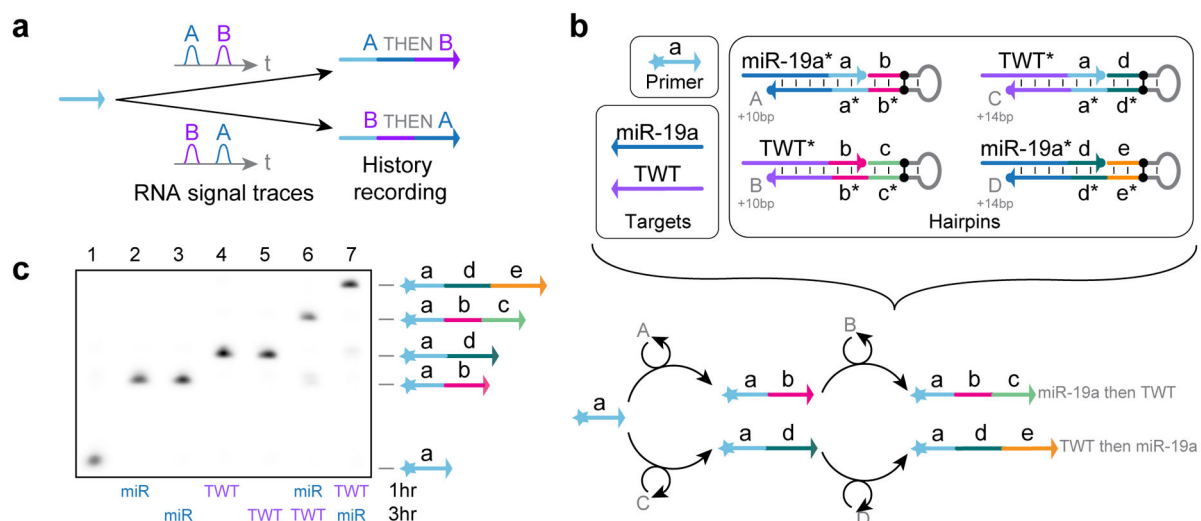 a
A B
t
A THEN B
B A
t
B THEN A
RNA signal traces
History
recording
b
a
Primer
miR-19a
TWT
Targets
miR-19a* a b
A
a* b*
+10bp
TWT* a d
C
a* d*
+14bp
TWT* b c
B
b* c*
+10bp
miR-19a* d e
D
d* e*
+14bp
Hairpins
A
B
a
a b
a b c
miR-19a then TWT
a d
a d e
TWT then miR-19a
C
D
c
1 2 3 4 5 6 7
a d e
a b c
a d
a b
a
miR TWT miR TWT 1hr
miR TWT TWT miR 3hr